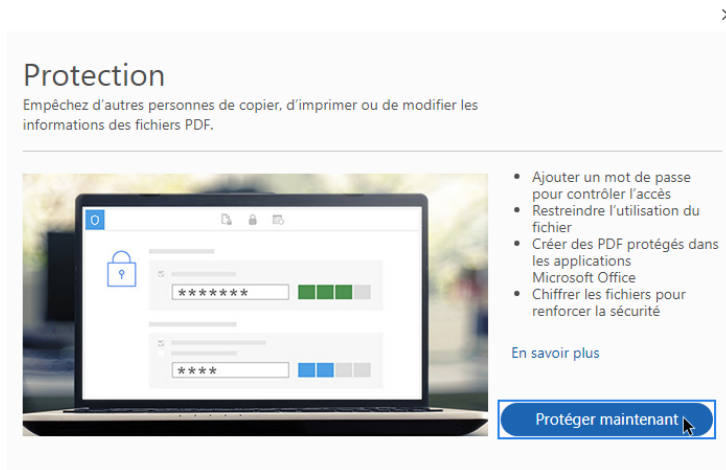 Protection
Empêchez d'autres personnes de copier, d'imprimer ou de modifier les
informations des fichiers PDF.
*******
****
• Ajouter un mot de passe
pour contrôler l'accès
• Restreindre l'utilisation du
fichier
• Créer des PDF protégés dans
les applications
Microsoft Office
• Chiffrer les fichiers pour
renforcer la sécurité
En savoir plus
Protéger maintenant